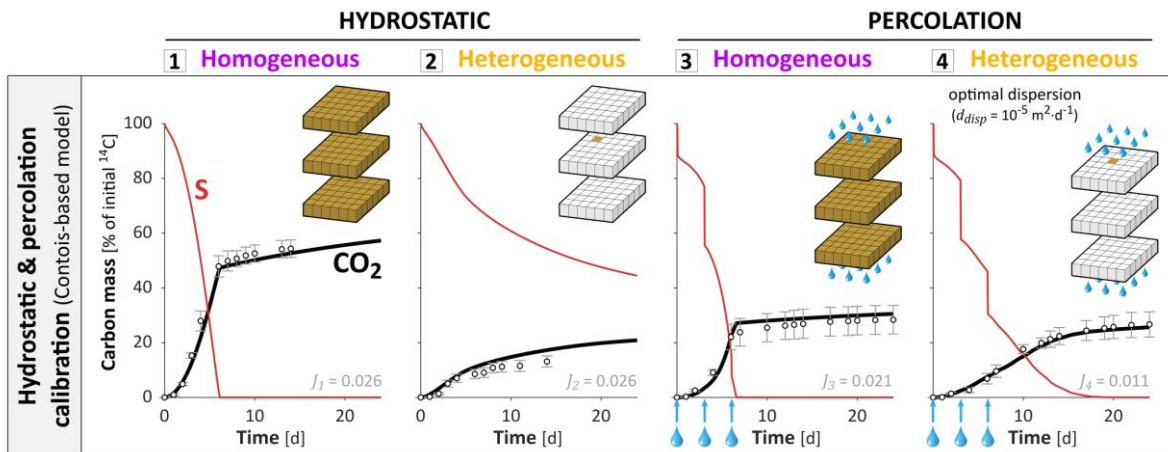 HYDROSTATIC PERCOLATION
1 Homogeneous 2 Heterogeneous 3 Homogeneous 4 Heterogeneous
Hydrostatic & percolation
calibration (Contois-based model)
Carbon mass [% of initial ¹⁴C]
100
80
60
40
20
0
S
CO₂
J₁ = 0.026
0 10 20
Time [d]
J₂ = 0.026
0 10 20
Time [d]
J₃ = 0.021
0 10 20
Time [d]
optimal dispersion
(d_disp = 10⁻⁵ m²·d⁻¹)
J₄ = 0.011
0 10 20
Time [d]